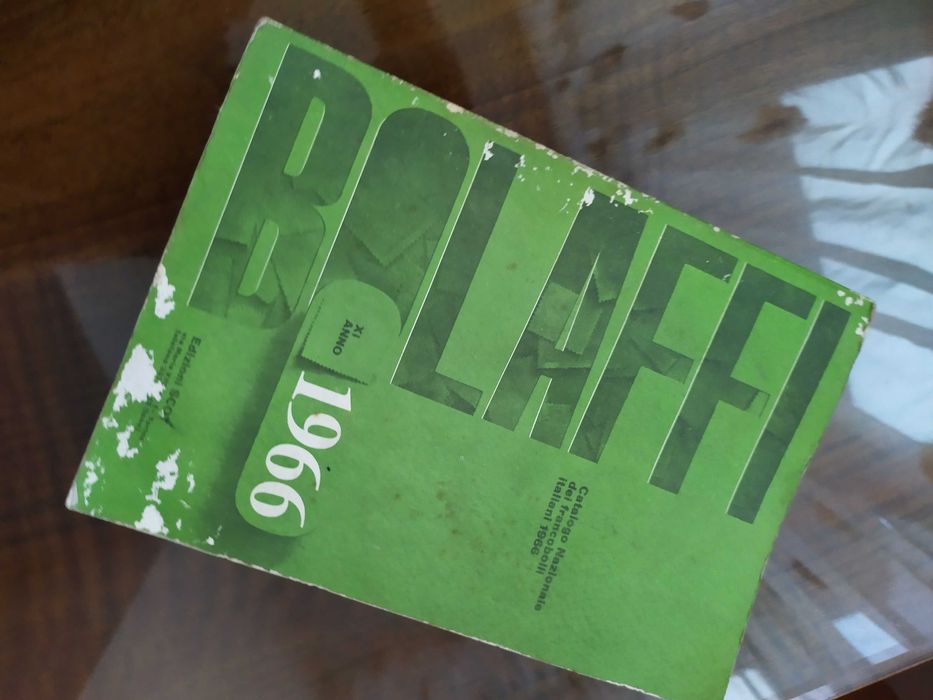 BOLAFFI
XI
ANNO
1966
Catalogo Nazionale
dei francobolli
italiani 1966
Edizioni SCOT